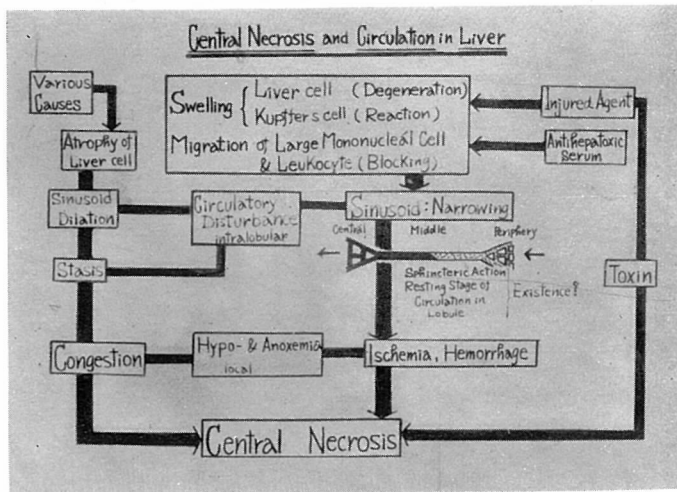 Central Necrosis and Circulation in Liver
Various
Causes
Atrophy of
Liver cell
Sinusoid
Dilation
Stasis
Congestion
Swelling { Liver cell (Degeneration)
Kupffer's cell (Reaction)
Migration of Large Mononucleal Cell
& Leukocyte (Blocking)
Injured Agent
Antihepatoxic
Serum
Circulatory
Disturbance
intralobular
Sinusoid: Narrowing
Central Middle Periphery
Sphincteric Action
Resting Stage of
Circulation in
Lobule
Existence?
Toxin
Hypo- & Anoxemia
local
Ischemia, Hemorrhage
Central Necrosis